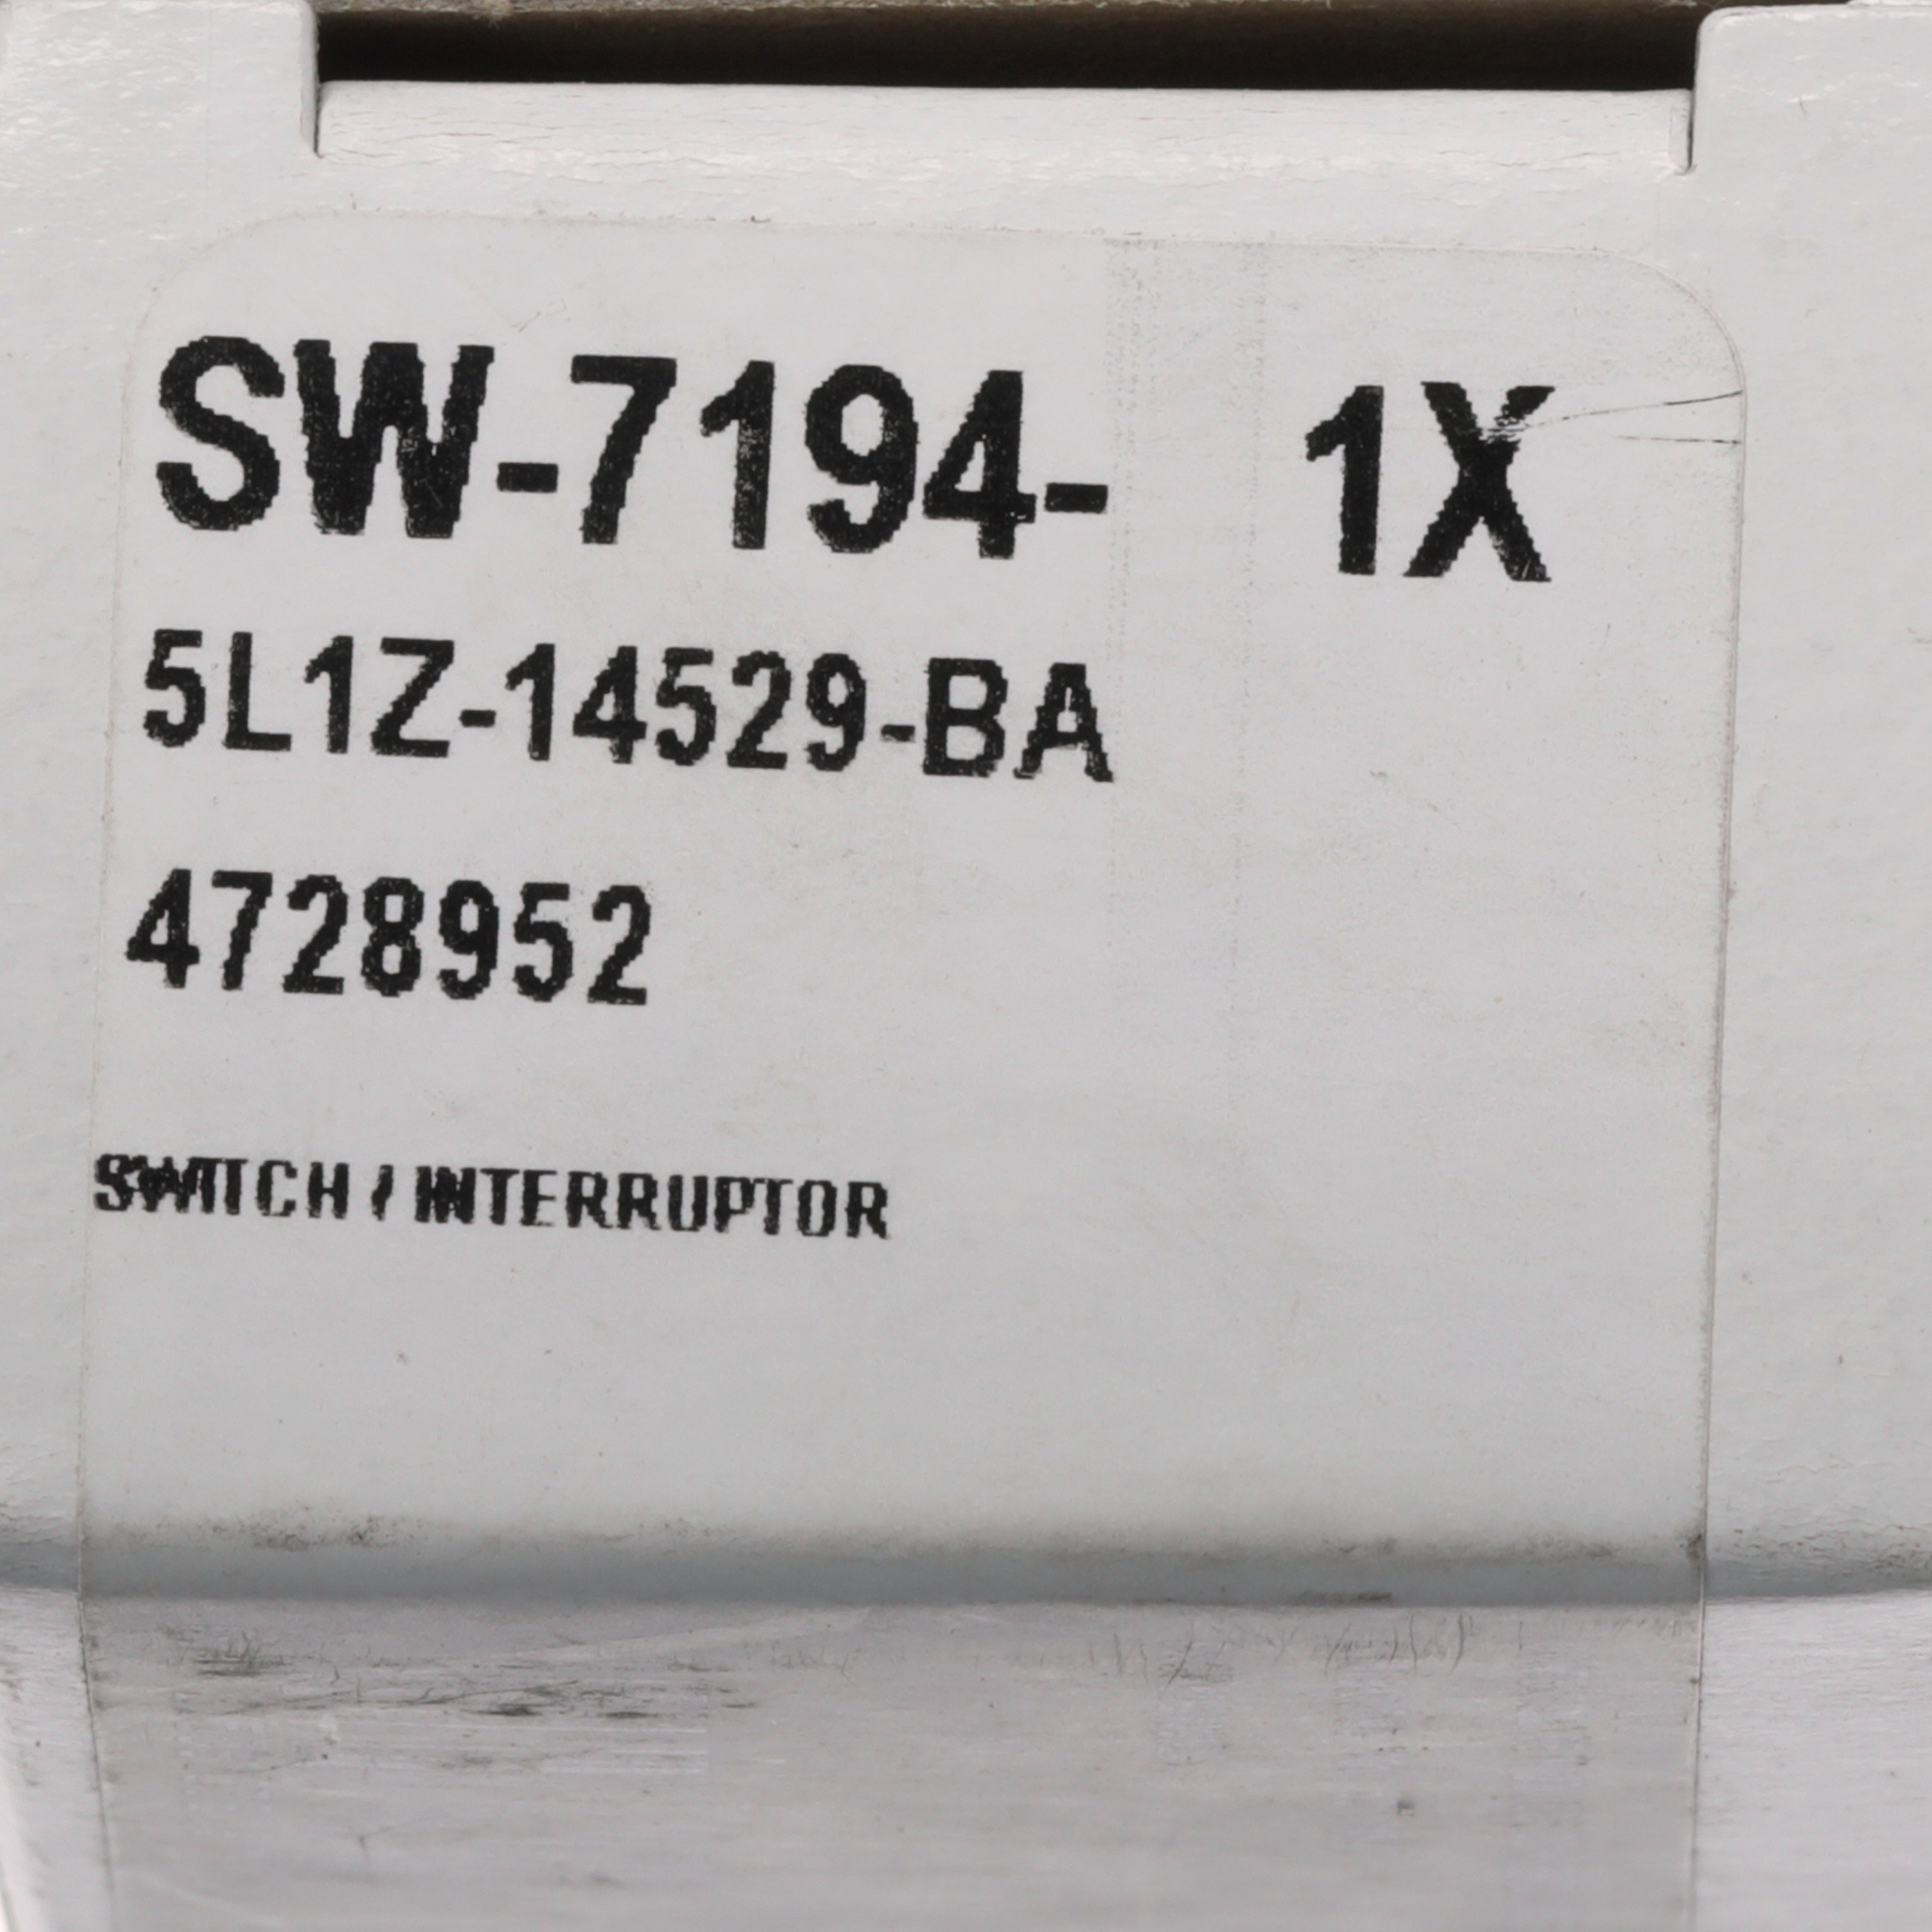 SW-7194- 1X
5L1Z-14529-BA
4728952
SWITCH / INTERRUPTOR